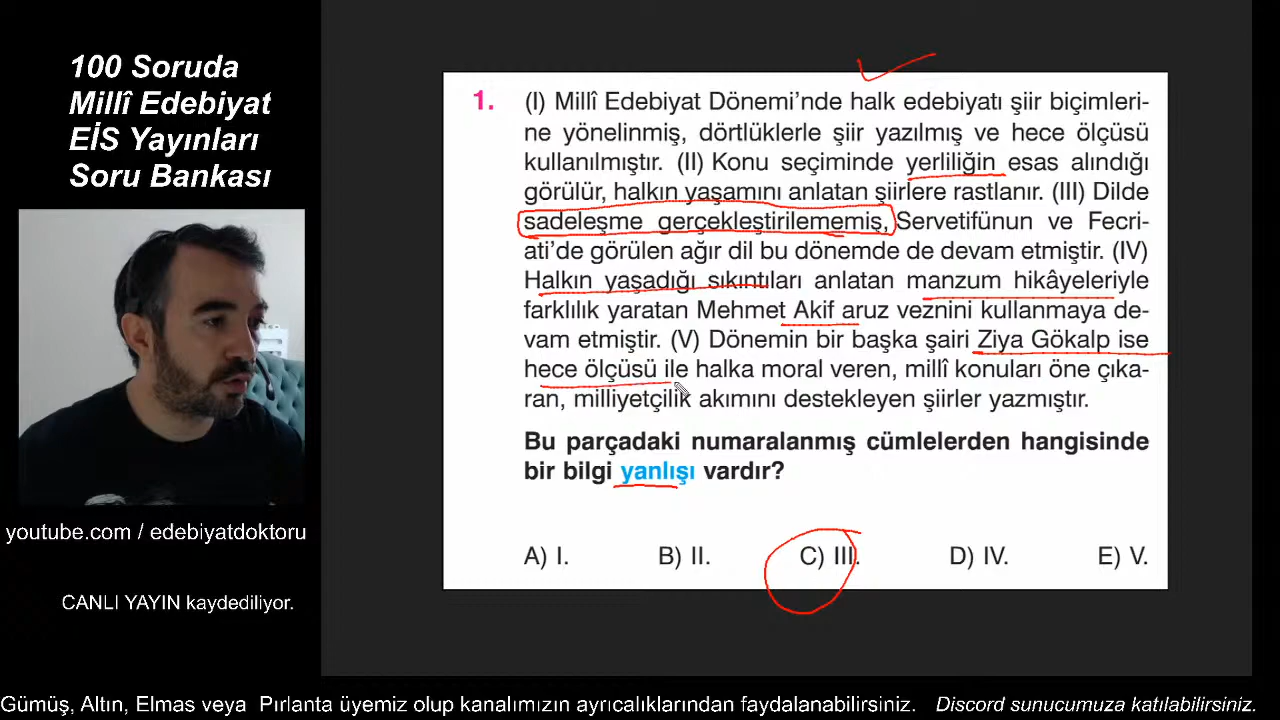 100 Soruda
Millî Edebiyat
EİS Yayınları
Soru Bankası
1. (I) Millî Edebiyat Dönemi’nde halk edebiyatı şiir biçimleri-
ne yönelinmiş, dörtlüklerle şiir yazılmış ve hece ölçüsü
kullanılmıştır. (II) Konu seçiminde yerliliğin esas alındığı
görülür, halkın yaşamını anlatan şiirlere rastlanır. (III) Dilde
sadeleşme gerçekleştirilememiş, Servetifünun ve Fecri-
ati’de görülen ağır dil bu dönemde de devam etmiştir. (IV)
Halkın yaşadığı sıkıntıları anlatan manzum hikâyeleriyle
farklılık yaratan Mehmet Akif aruz veznini kullanmaya de-
vam etmiştir. (V) Dönemin bir başka şairi Ziya Gökalp ise
hece ölçüsü ile halka moral veren, millî konuları öne çıka-
ran, milliyetçilik akımını destekleyen şiirler yazmıştır.
Bu parçadaki numaralanmış cümlelerden hangisinde
bir bilgi yanlışı vardır?
A) I. B) II. C) III. D) IV. E) V.
youtube.com / edebiyatdoktoru
CANLI YAYIN kaydediliyor.
Gümüş, Altın, Elmas veya Pırlanta üyemiz olup kanalımızın ayrıcalıklarından faydalanabilirsiniz. Discord sunucumuza katılabilirsiniz.